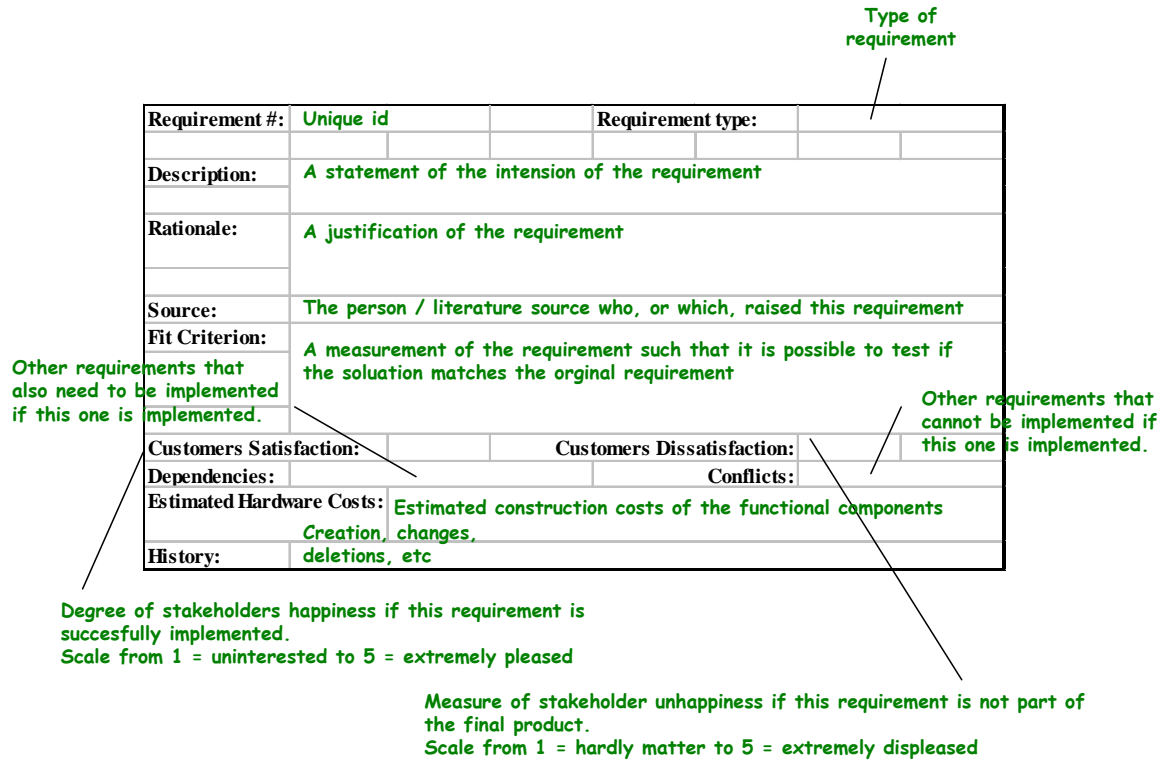 Type of
requirement
Requirement #: Unique id Requirement type:
Description: A statement of the intension of the requirement
Rationale: A justification of the requirement
Source: The person / literature source who, or which, raised this requirement
Fit Criterion:
A measurement of the requirement such that it is possible to test if
the soluation matches the orginal requirement
Other requirements that
also need to be implemented
if this one is implemented.
Other requirements that
cannot be implemented if
this one is implemented.
Customers Satisfaction: Customers Dissatisfaction:
Dependencies: Conflicts:
Estimated Hardware Costs: Estimated construction costs of the functional components
History: Creation, changes,
deletions, etc
Degree of stakeholders happiness if this requirement is
succesfully implemented.
Scale from 1 = uninterested to 5 = extremely pleased
Measure of stakeholder unhappiness if this requirement is not part of
the final product.
Scale from 1 = hardly matter to 5 = extremely displeased